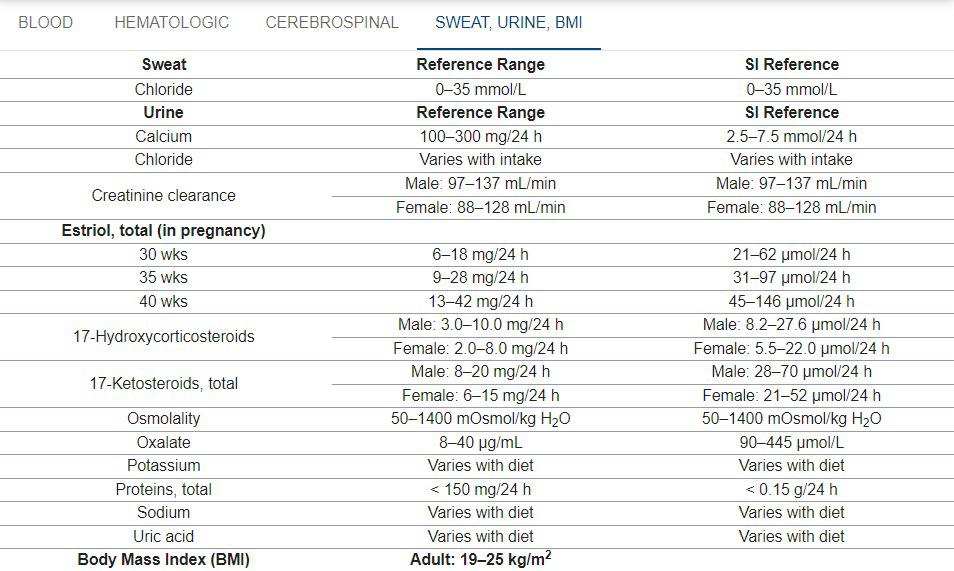 BLOOD HEMATOLOGIC CEREBROSPINAL SWEAT, URINE, BMI
Sweat Reference Range SI Reference
Chloride 0–35 mmol/L 0–35 mmol/L
Urine Reference Range SI Reference
Calcium 100–300 mg/24 h 2.5–7.5 mmol/24 h
Chloride Varies with intake Varies with intake
Creatinine clearance Male: 97–137 mL/min Male: 97–137 mL/min
Female: 88–128 mL/min Female: 88–128 mL/min
Estriol, total (in pregnancy)
30 wks 6–18 mg/24 h 21–62 µmol/24 h
35 wks 9–28 mg/24 h 31–97 µmol/24 h
40 wks 13–42 mg/24 h 45–146 µmol/24 h
17-Hydroxycorticosteroids Male: 3.0–10.0 mg/24 h Male: 8.2–27.6 µmol/24 h
Female: 2.0–8.0 mg/24 h Female: 5.5–22.0 µmol/24 h
17-Ketosteroids, total Male: 8–20 mg/24 h Male: 28–70 µmol/24 h
Female: 6–15 mg/24 h Female: 21–52 µmol/24 h
Osmolality 50–1400 mOsmol/kg H₂O 50–1400 mOsmol/kg H₂O
Oxalate 8–40 µg/mL 90–445 µmol/L
Potassium Varies with diet Varies with diet
Proteins, total < 150 mg/24 h < 0.15 g/24 h
Sodium Varies with diet Varies with diet
Uric acid Varies with diet Varies with diet
Body Mass Index (BMI) Adult: 19–25 kg/m²